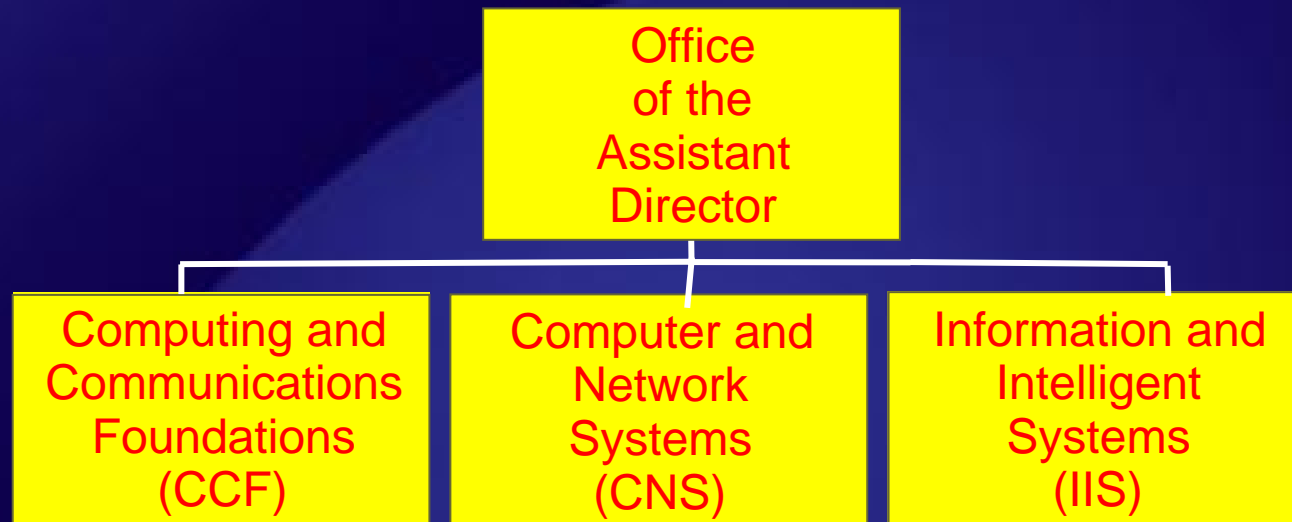 Office
of the
Assistant
Director
Computing and
Communications
Foundations
(CCF)
Computer and
Network
Systems
(CNS)
Information and
Intelligent
Systems
(IIS)